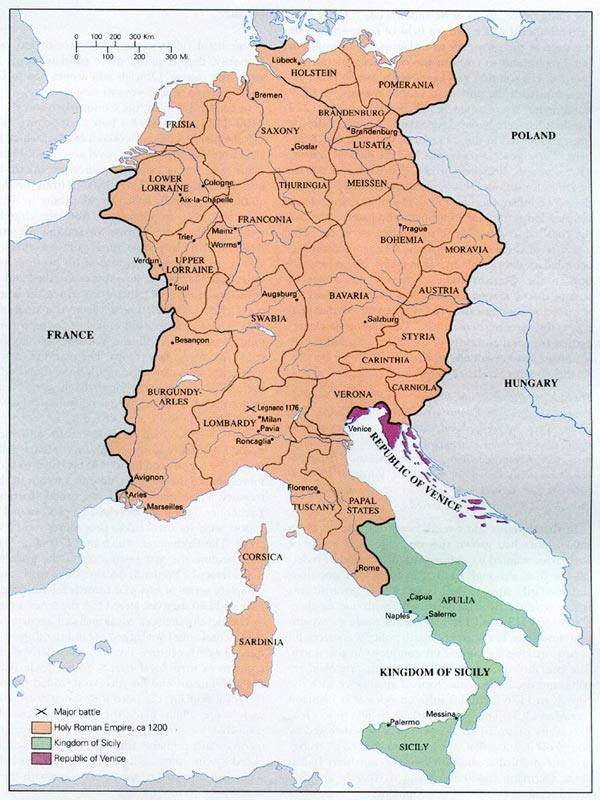 0 100 200 300 Km.
0 100 200 300 Mi.
Lübeck
HOLSTEIN
POMERANIA
Bremen
BRANDENBURG
FRISIA
SAXONY
Brandenburg
LUSATIA
POLAND
Goslar
LOWER
LORRAINE
Cologne
Aix-la-Chapelle
THURINGIA
MEISSEN
FRANCONIA
Mainz
Trier
Worms
Prague
BOHEMIA
MORAVIA
Verdun
UPPER
LORRAINE
Toul
Augsburg
BAVARIA
AUSTRIA
SWABIA
Salzburg
FRANCE
STYRIA
Besançon
CARINTHIA
HUNGARY
CARNIOLA
BURGUNDY-
ARLES
VERONA
Legnano 1176
LOMBARDY
Milan
Pavia
Roncaglia
Venice
REPUBLIC OF VENICE
Avignon
Arles
Marseilles
Florence
TUSCANY
PAPAL
STATES
CORSICA
Rome
Capua
APULIA
Naples
Salerno
SARDINIA
KINGDOM OF SICILY
Messina
Palermo
SICILY
Major battle
Holy Roman Empire, ca 1200
Kingdom of Sicily
Republic of Venice